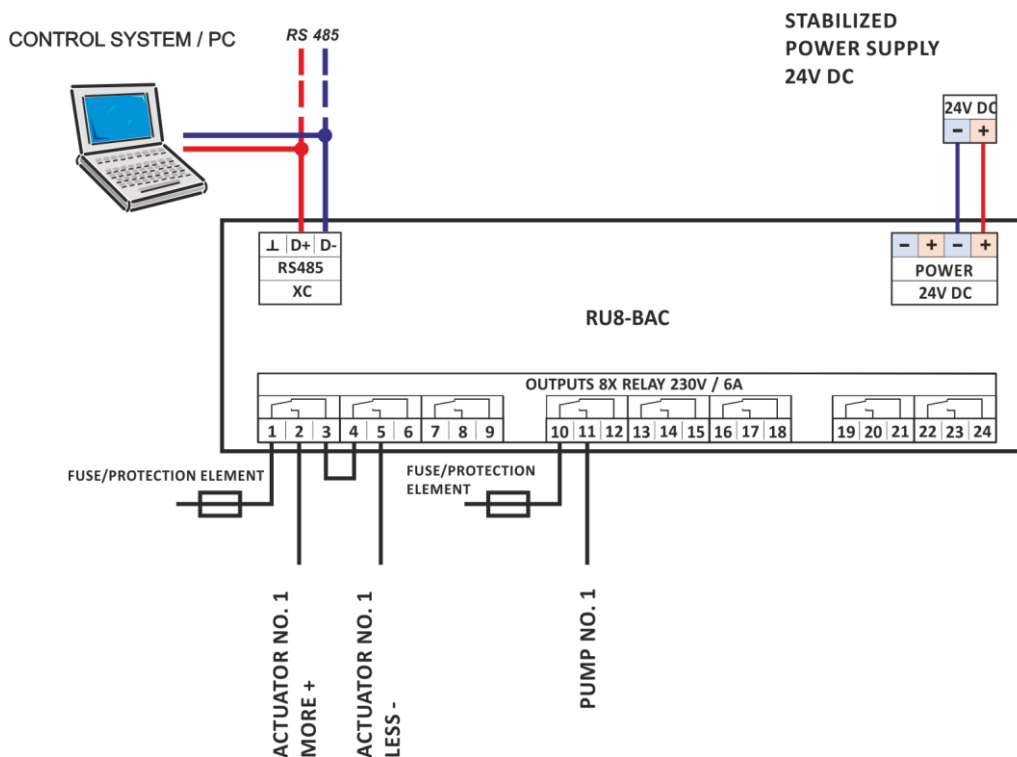 CONTROL SYSTEM / PC
RS 485
STABILIZED
POWER SUPPLY
24V DC
24V DC
- +
⊥ D+ D-
RS485
XC
- + - +
POWER
24V DC
RU8-BAC
OUTPUTS 8X RELAY 230V / 6A
1 2 3 4 5 6 7 8 9 10 11 12 13 14 15 16 17 18 19 20 21 22 23 24
FUSE/PROTECTION ELEMENT
FUSE/PROTECTION
ELEMENT
ACTUATOR NO. 1
MORE +
ACTUATOR NO. 1
LESS -
PUMP NO. 1